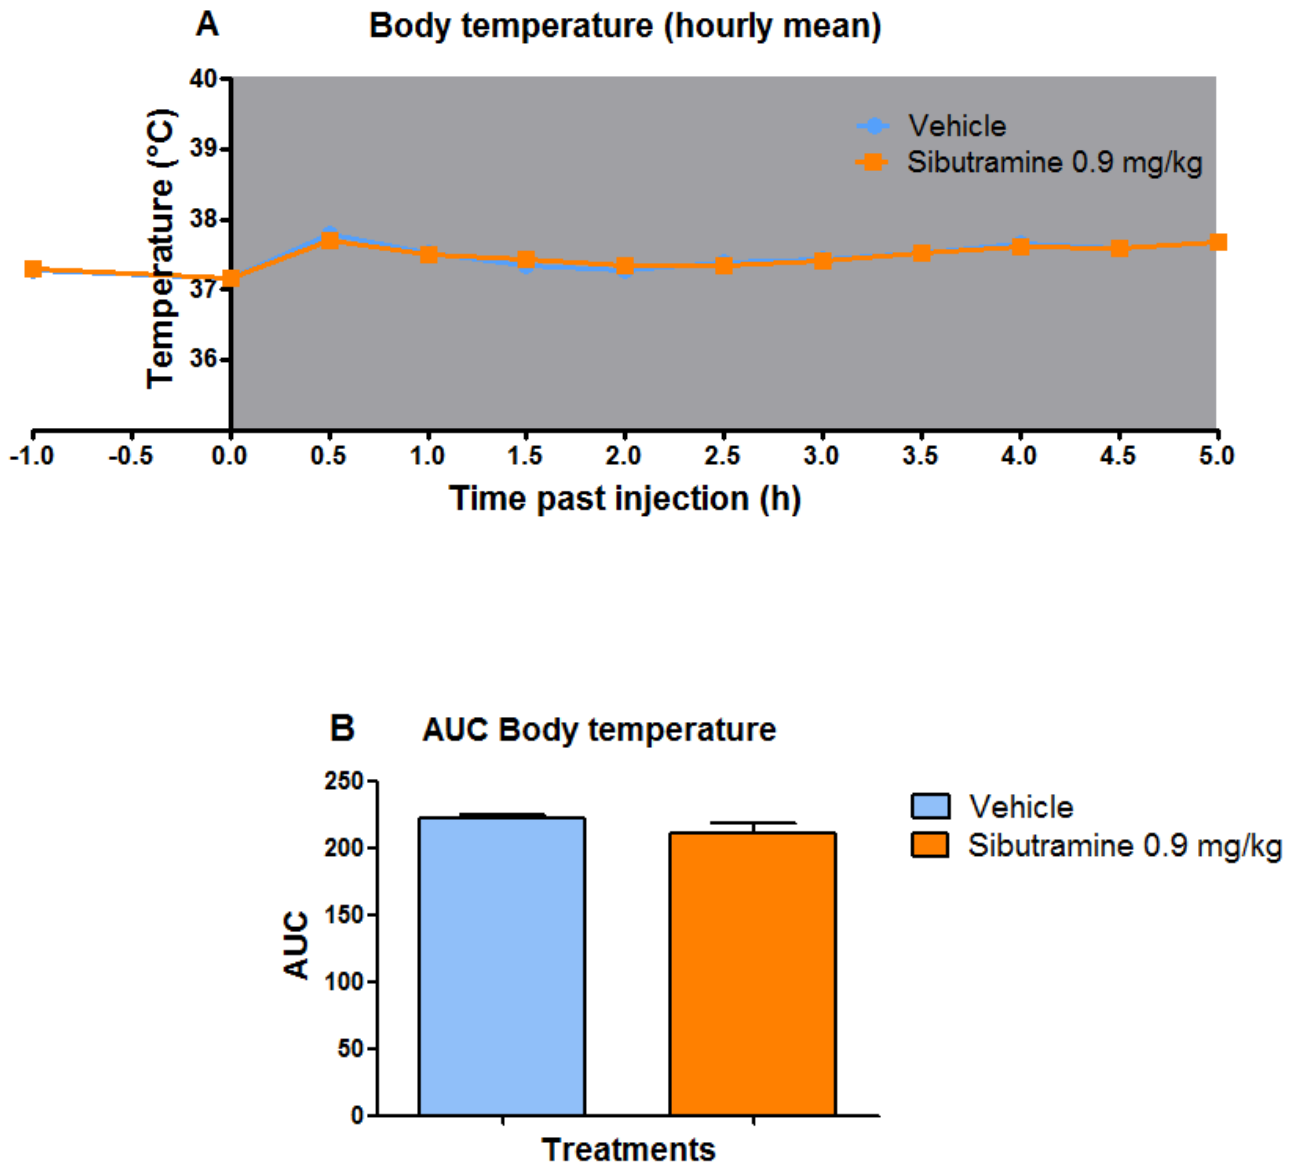 A Body temperature (hourly mean)
Temperature (°C)
40
39
38
37
36
Vehicle
Sibutramine 0.9 mg/kg
-1.0 -0.5 0.0 0.5 1.0 1.5 2.0 2.5 3.0 3.5 4.0 4.5 5.0
Time past injection (h)
B AUC Body temperature
AUC
250
200
150
100
50
0
Vehicle
Sibutramine 0.9 mg/kg
Treatments